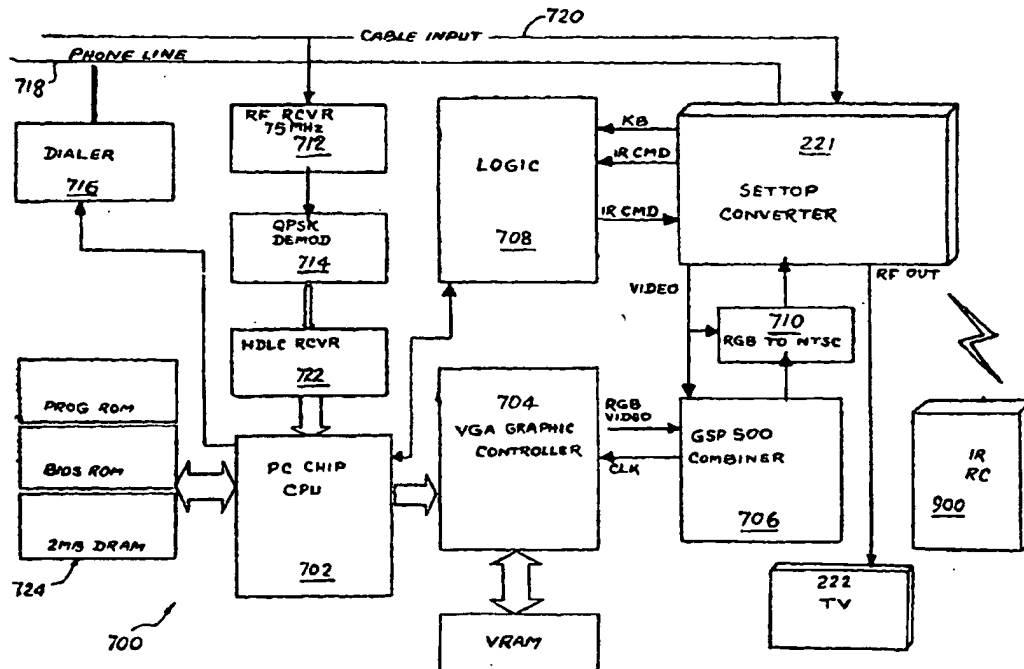 720
CABLE INPUT
PHONE LINE
718
DIALER
716
RF RCVR
75 MHz
712
QPSK
DEMOD
714
HDLC RCVR
722
LOGIC
708
KB
IR CMD
IR CMD
221
SETTOP
CONVERTER
VIDEO
RF OUT
710
RGB TO NTSC
PROG ROM
BIOS ROM
2MB DRAM
724
PC CHIP
CPU
702
704
VGA GRAPHIC
CONTROLLER
RGB
VIDEO
CLK
GSP 500
COMBINER
706
IR
RC
900
222
TV
700
VRAM